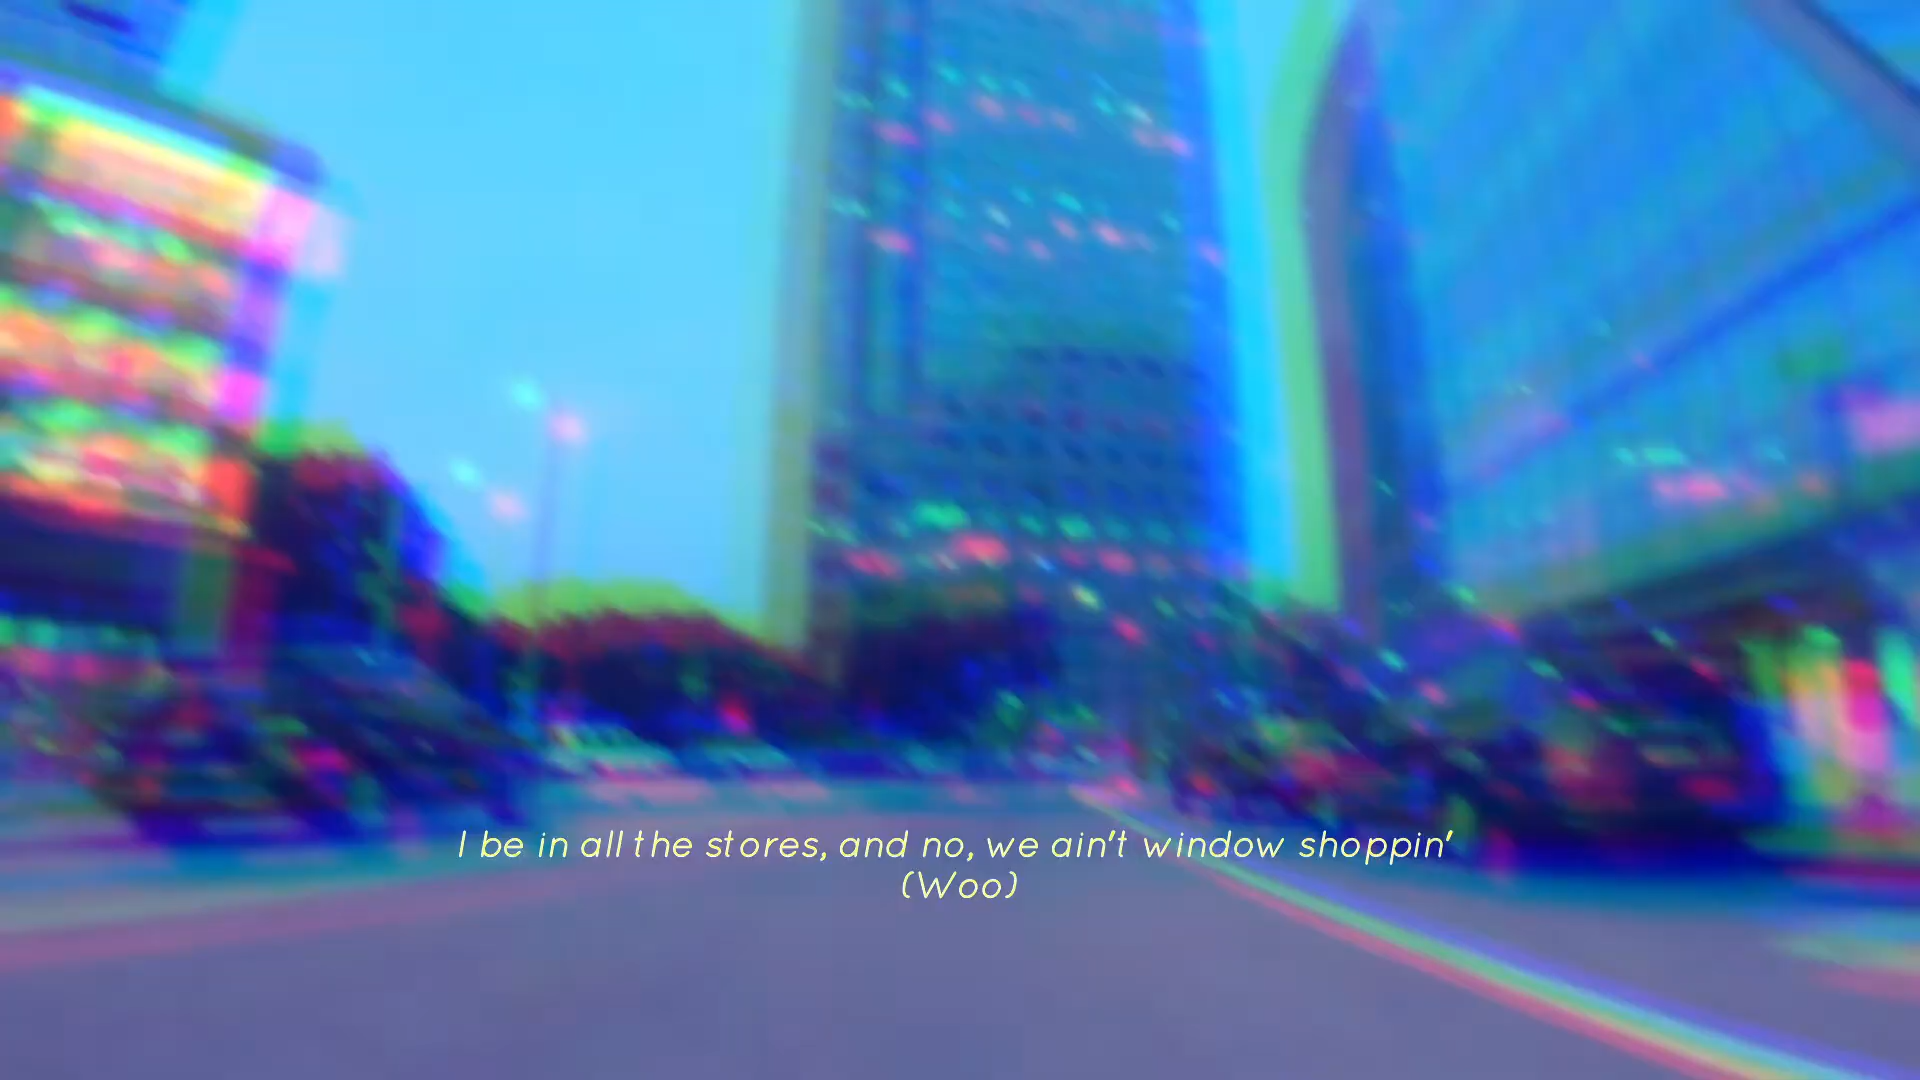 I be in all the stores, and no, we ain't window shoppin'
(Woo)